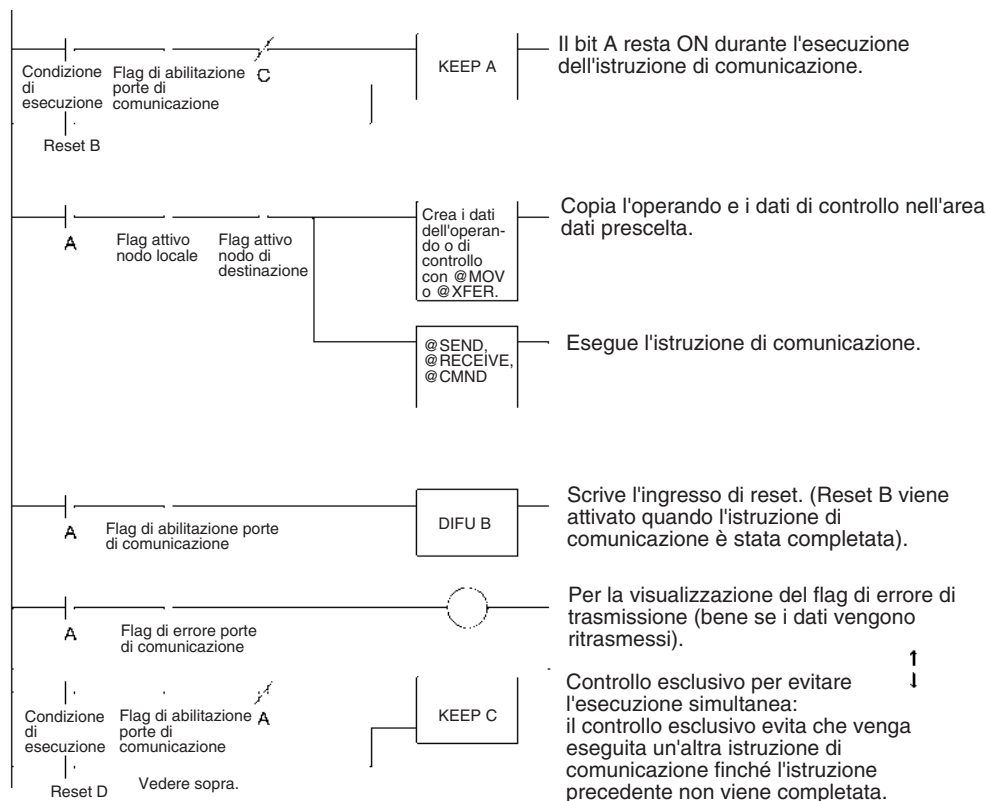 Condizione
di
esecuzione
Flag di abilitazione
porte di
comunicazione
C
KEEP A
Il bit A resta ON durante l'esecuzione
dell'istruzione di comunicazione.
Reset B
A
Flag attivo
nodo locale
Flag attivo
nodo di
destinazione
Crea i dati
dell'operan-
do o di
controllo
con @MOV
o @XFER.
Copia l'operando e i dati di controllo nell'area
dati prescelta.
@SEND,
@RECEIVE,
@CMND
Esegue l'istruzione di comunicazione.
A
Flag di abilitazione porte
di comunicazione
DIFU B
Scrive l'ingresso di reset. (Reset B viene
attivato quando l'istruzione di
comunicazione è stata completata).
A
Flag di errore porte
di comunicazione
Per la visualizzazione del flag di errore di
trasmissione (bene se i dati vengono
ritrasmessi).
Condizione
di
esecuzione
Flag di abilitazione
porte di
comunicazione
A
KEEP C
Controllo esclusivo per evitare
l'esecuzione simultanea:
il controllo esclusivo evita che venga
eseguita un'altra istruzione di
comunicazione finché l'istruzione
precedente non viene completata.
Reset D
Vedere sopra.